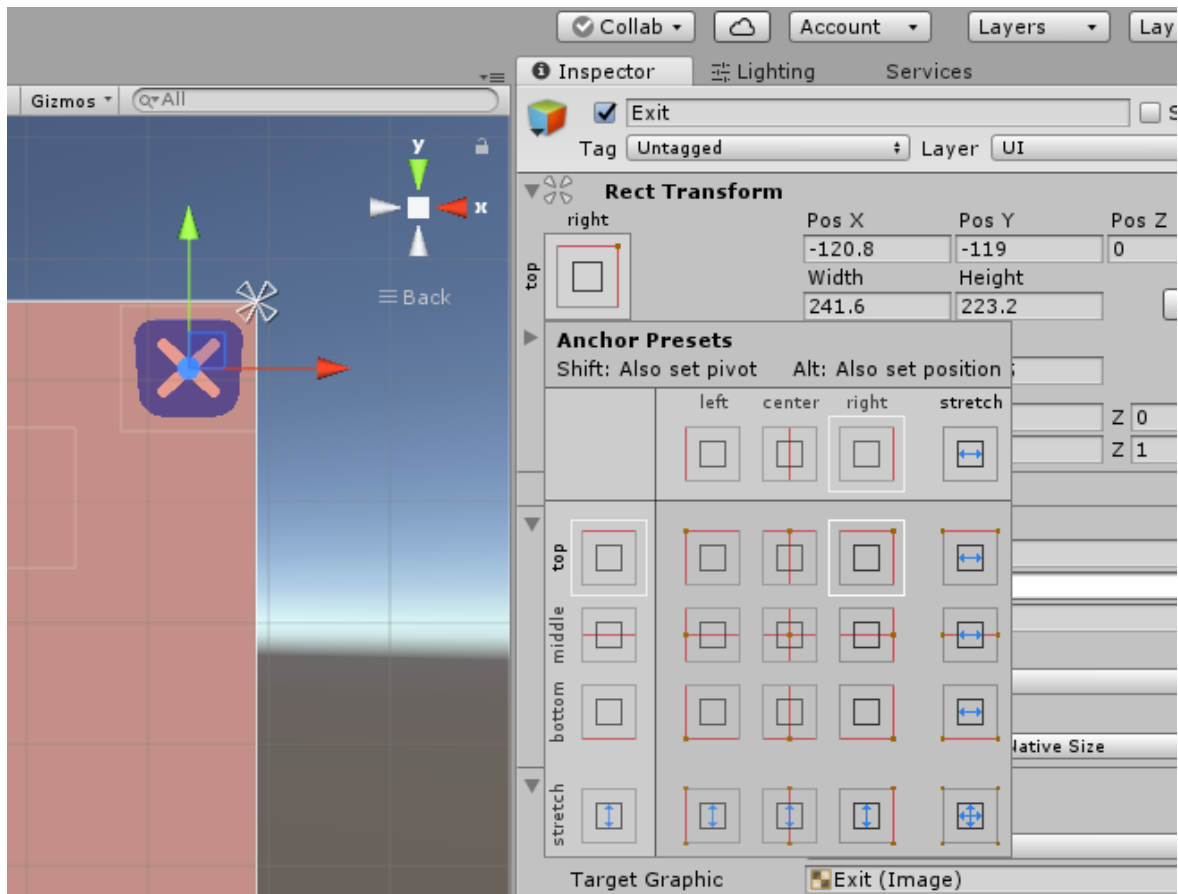 Collab
Account
Layers
Lay
Inspector
Lighting
Services
Gizmos
All
Exit
S
Tag
Untagged
Layer
UI
y
x
Back
Rect Transform
right
top
Pos X
Pos Y
Pos Z
-120.8
-119
0
Width
Height
241.6
223.2
Anchor Presets
Shift: Also set pivot
Alt: Also set position
left
center
right
stretch
Z 0
Z 1
top
middle
bottom
stretch
Native Size
Target Graphic
Exit (Image)